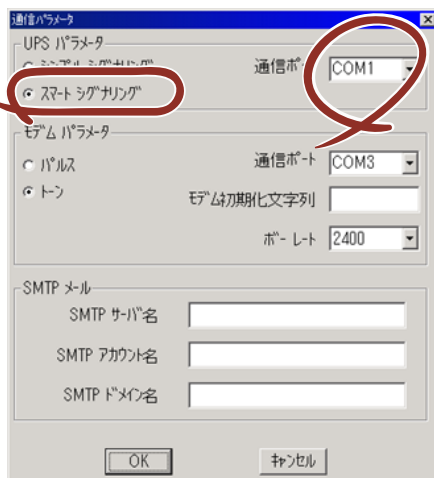 通信パラメータ
UPS パラメータ
シンプル シグナリング
スマート シグナリング
通信ポー
COM1
モデム パラメータ
パルス
トーン
通信ポート
COM3
モデム初期化文字列
ボー レート
2400
SMTP メール
SMTP サーバ名
SMTP アカウント名
SMTP ドメイン名
OK
キャンセル